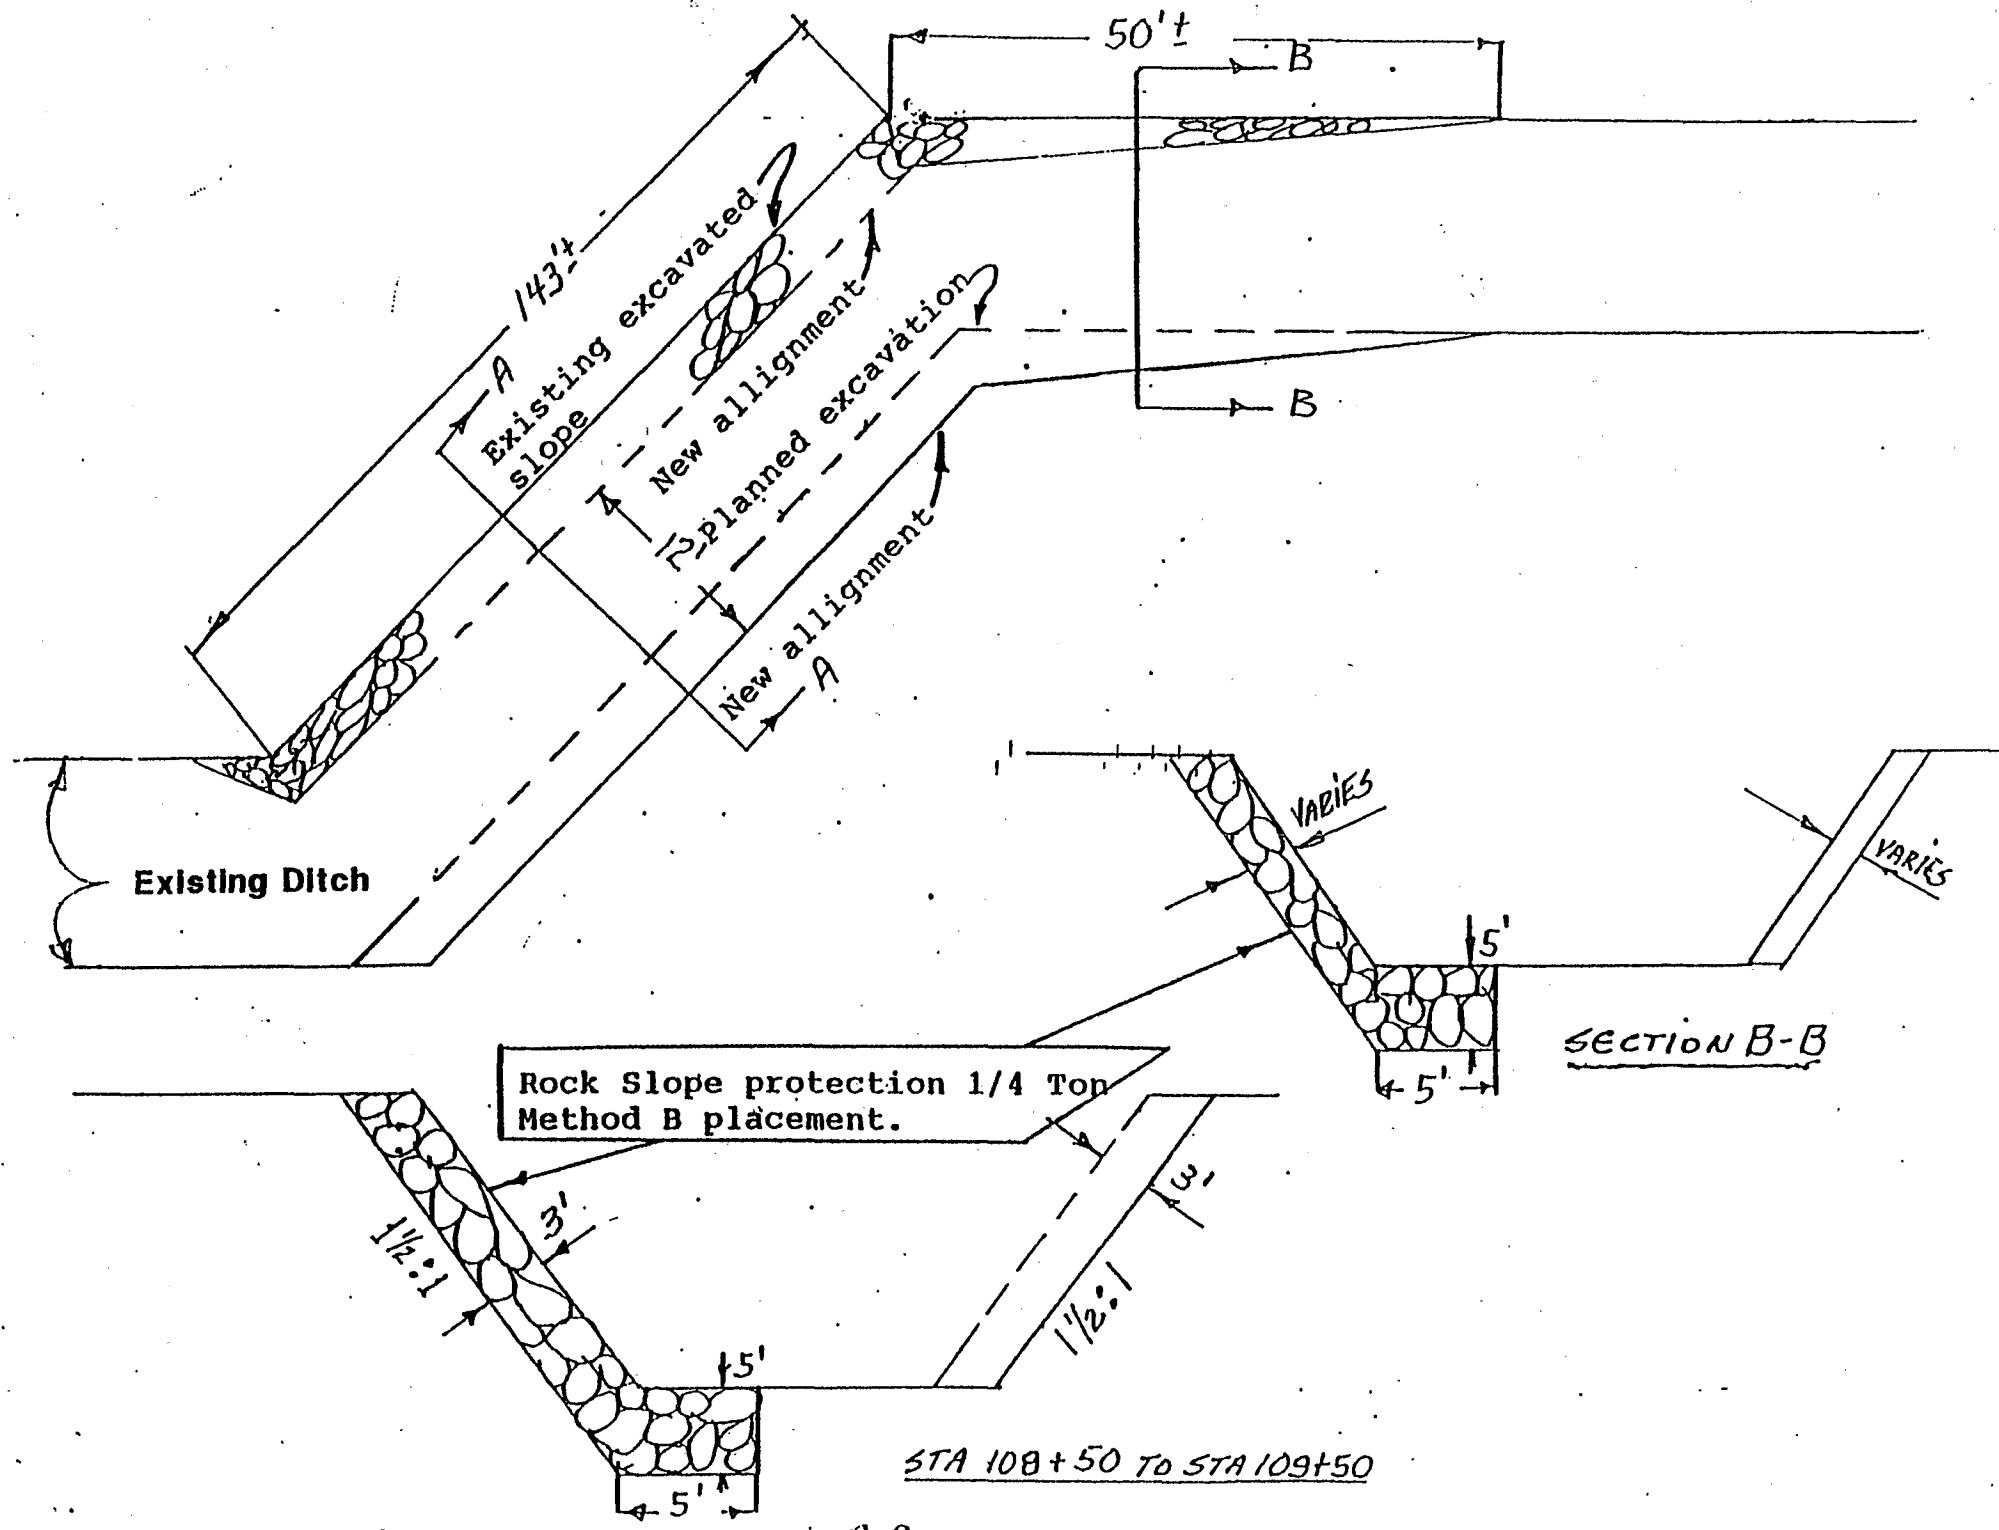 50'±
B
143'±
Existing excavated
slope
A
New allignment
Planned excavation
B
New allignment
A
VARIES
VARIES
Existing Ditch
5'
SECTION B-B
5'
Rock Slope protection 1/4 Ton
Method B placement.
3'
3'
1½:1
1½:1
5'
STA 108+50 TO STA 109+50
5'